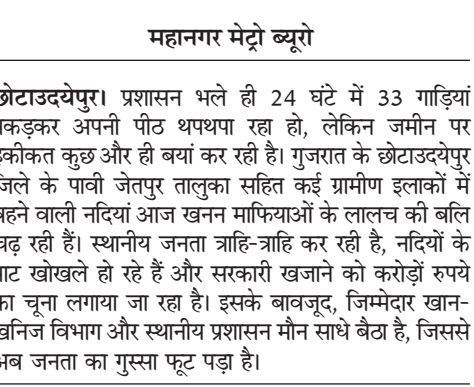 महानगर मेट्रो ब्यूरो
छोटाउदयेपुर। प्रशासन भले ही 24 घंटे में 33 गाड़ियां
पकड़कर अपनी पीठ थपथपा रहा हो, लेकिन जमीन पर
हकीकत कुछ और ही बयां कर रही है। गुजरात के छोटाउदयेपुर
जिले के पावी जेतपुर तालुका सहित कई ग्रामीण इलाकों में
बहने वाली नदियां आज खनन माफियाओं के लालच की बलि
चढ़ रही हैं। स्थानीय जनता त्राहि-त्राहि कर रही है, नदियों के
पाट खोखले हो रहे हैं और सरकारी खजाने को करोड़ों रुपये
का चूना लगाया जा रहा है। इसके बावजूद, जिम्मेदार खान-
खनिज विभाग और स्थानीय प्रशासन मौन साधे बैठा है, जिससे
अब जनता का गुस्सा फूट पड़ा है।